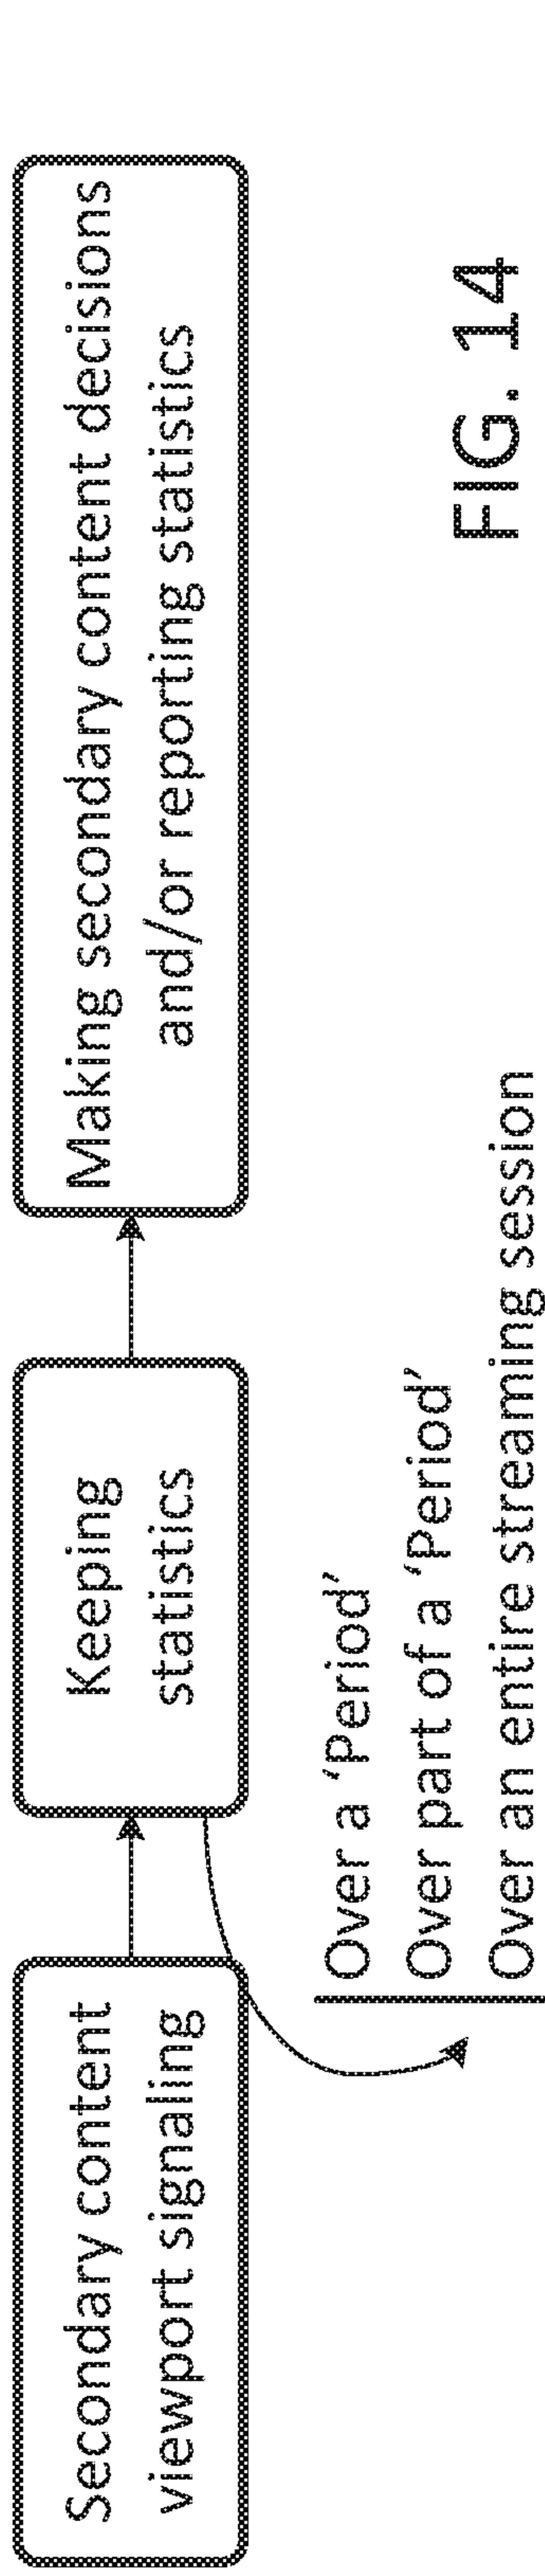 Secondary content
viewport signaling
Keeping
statistics
Making secondary content decisions
and/or reporting statistics
Over a ‘Period’
Over part of a ‘Period’
Over an entire streaming session
FIG. 14